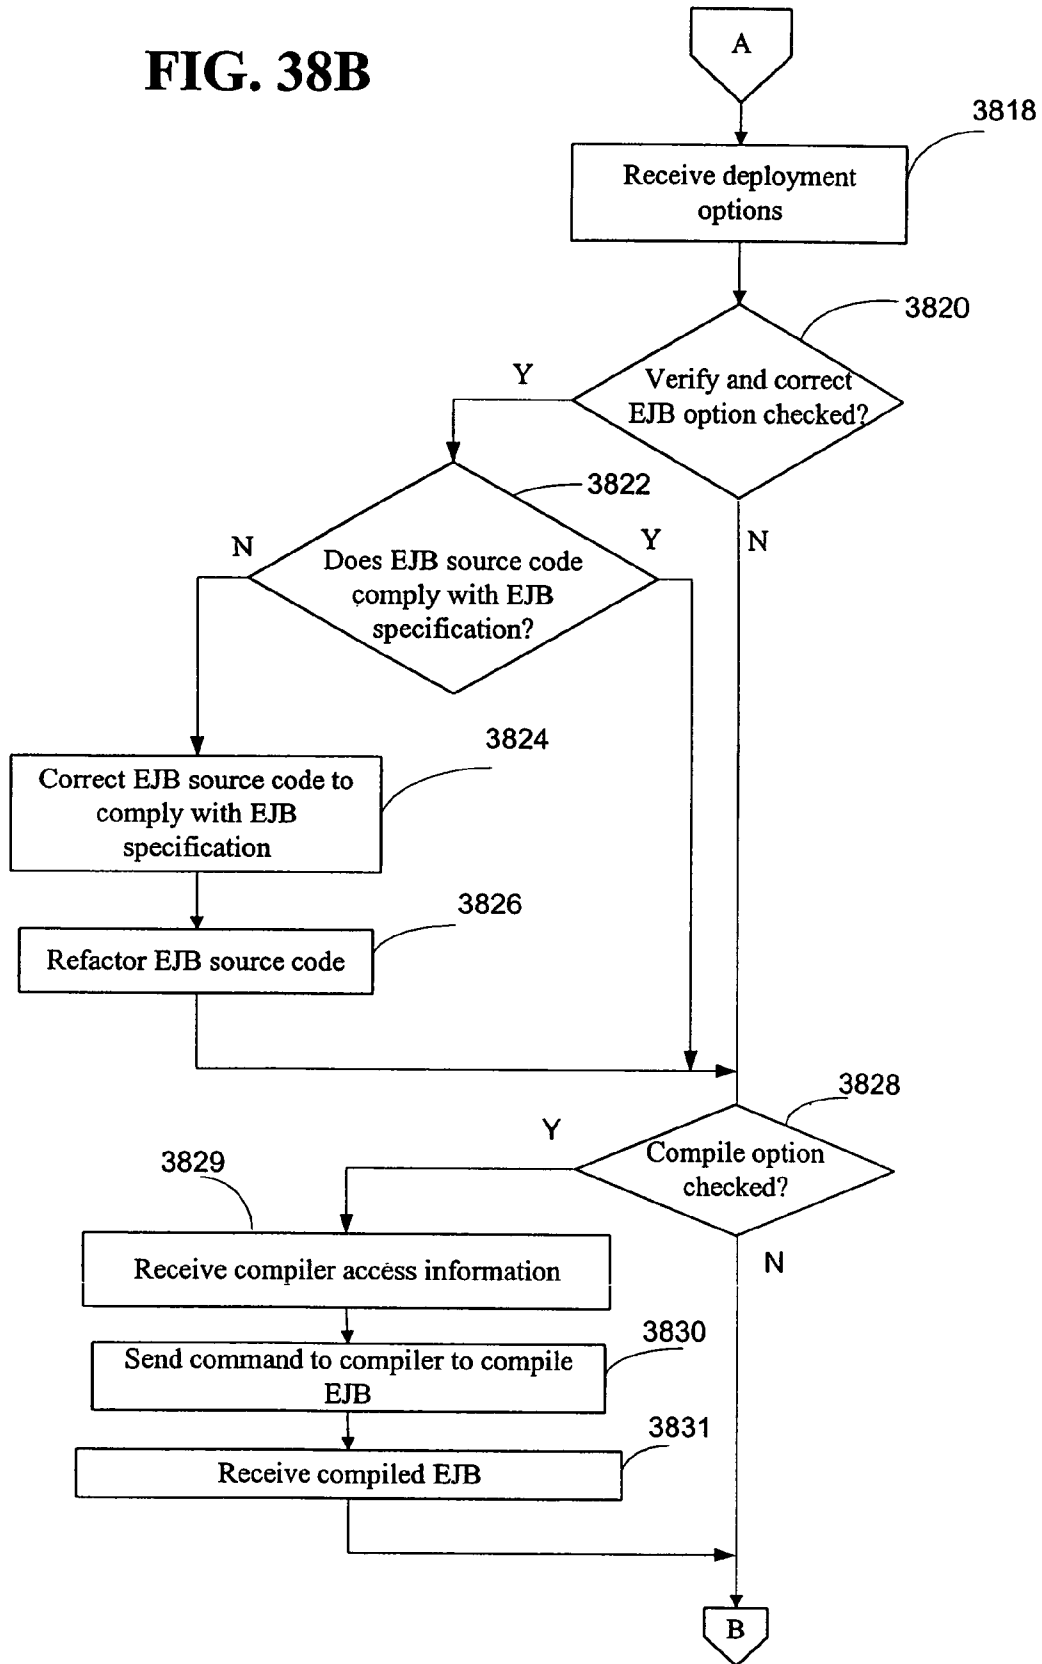 FIG. 38B
A
3818
Receive deployment
options
3820
Y
Verify and correct
EJB option checked?
3822
N
Y
N
Does EJB source code
comply with EJB
specification?
3824
Correct EJB source code to
comply with EJB
specification
3826
Refactor EJB source code
3828
Y
Compile option
checked?
3829
N
Receive compiler access information
3830
Send command to compiler to compile
EJB
3831
Receive compiled EJB
B